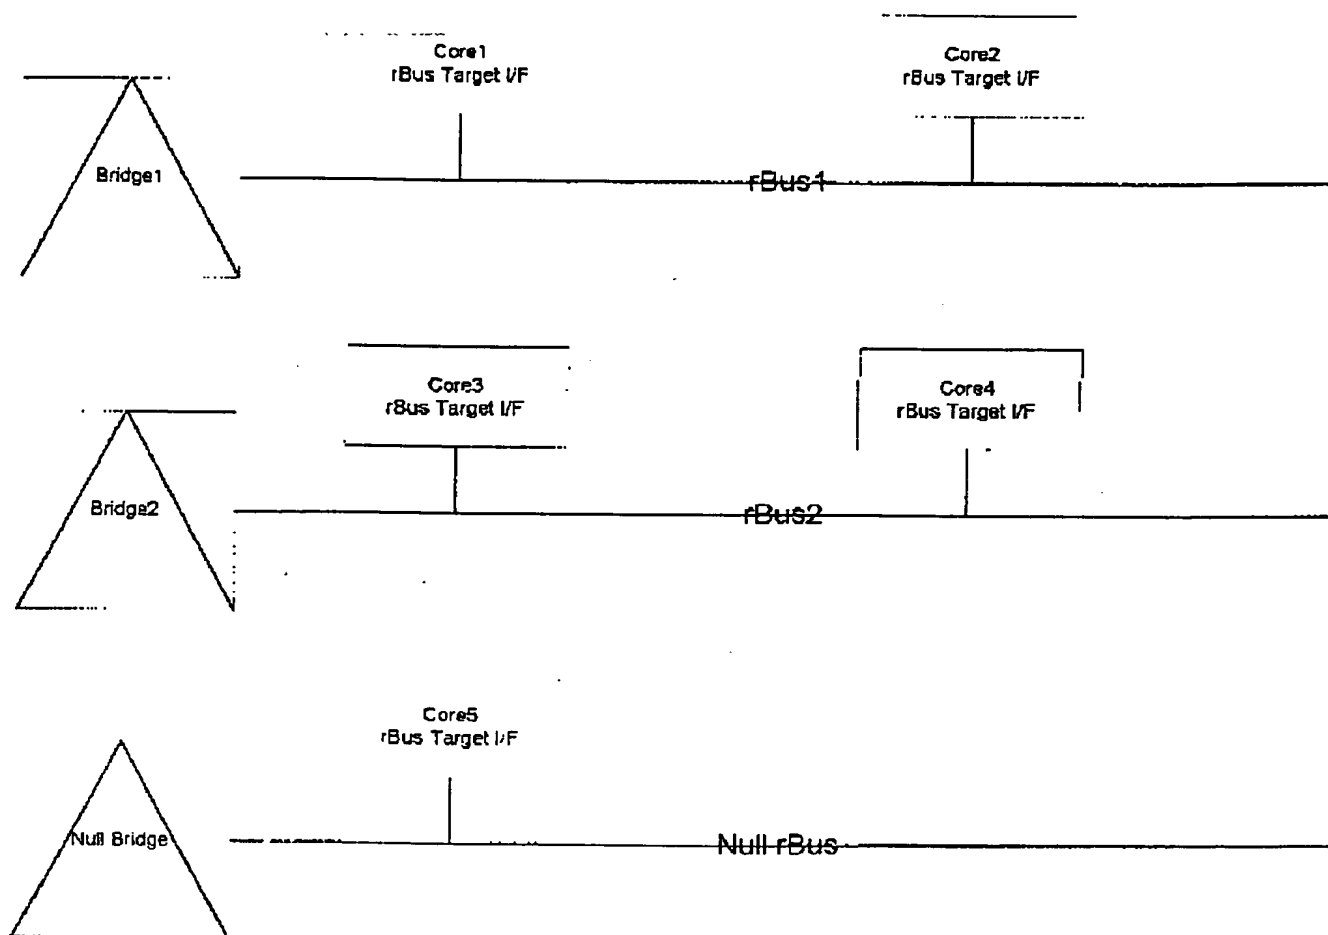 Core1
rBus Target I/F
Core2
rBus Target I/F
Bridge1
rBus1
Core3
rBus Target I/F
Core4
rBus Target I/F
Bridge2
rBus2
Core5
rBus Target I/F
Null Bridge
Null rBus